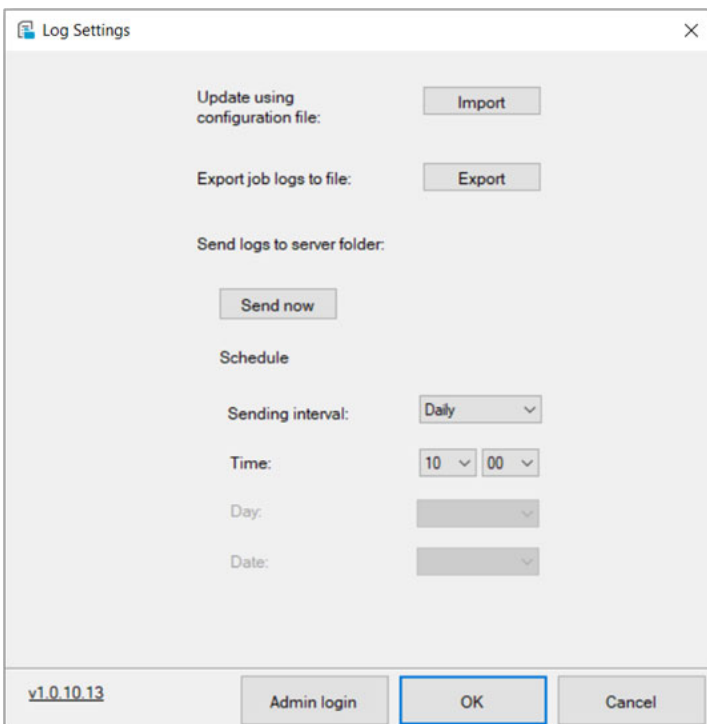 Log Settings
Update using
configuration file:
Import
Export job logs to file:
Export
Send logs to server folder:
Send now
Schedule
Sending interval:
Daily
Time:
10
00
Day:
Date:
v1.0.10.13
Admin login
OK
Cancel